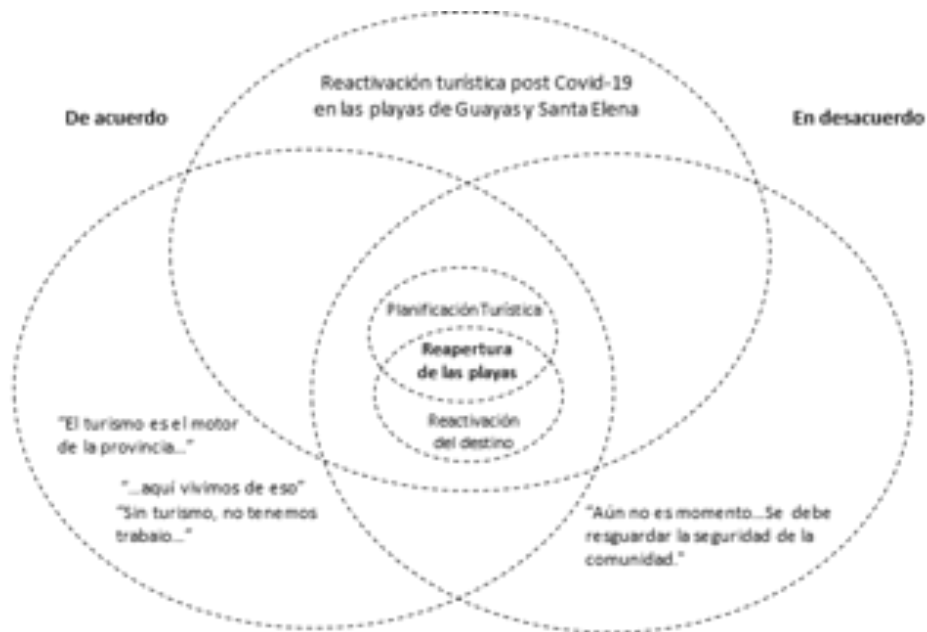 Reactivación turística post Covid-19
en las playas de Guayas y Santa Elena
De acuerdo
En desacuerdo
Planificación Turística
Reapertura
de las playas
Reactivación
del destino
"El turismo es el motor
de la provincia..."
"...aquí vivimos de eso"
"Sin turismo, no tenemos
trabajo..."
"Aún no es momento...Se debe
resguardar la seguridad de la
comunidad."